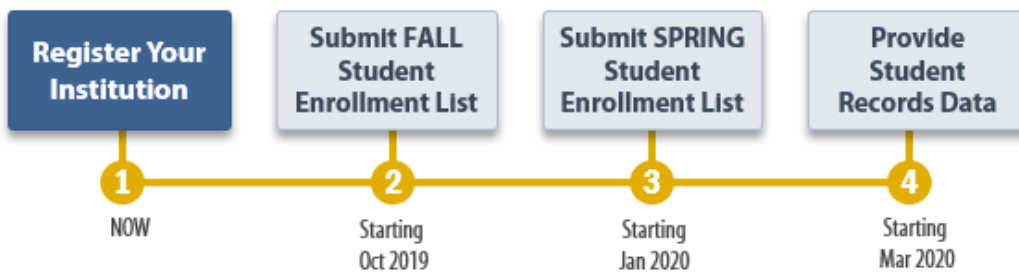 Register Your
Institution
Submit FALL
Student
Enrollment List
Submit SPRING
Student
Enrollment List
Provide
Student
Records Data
1
2
3
4
NOW
Starting
Oct 2019
Starting
Jan 2020
Starting
Mar 2020